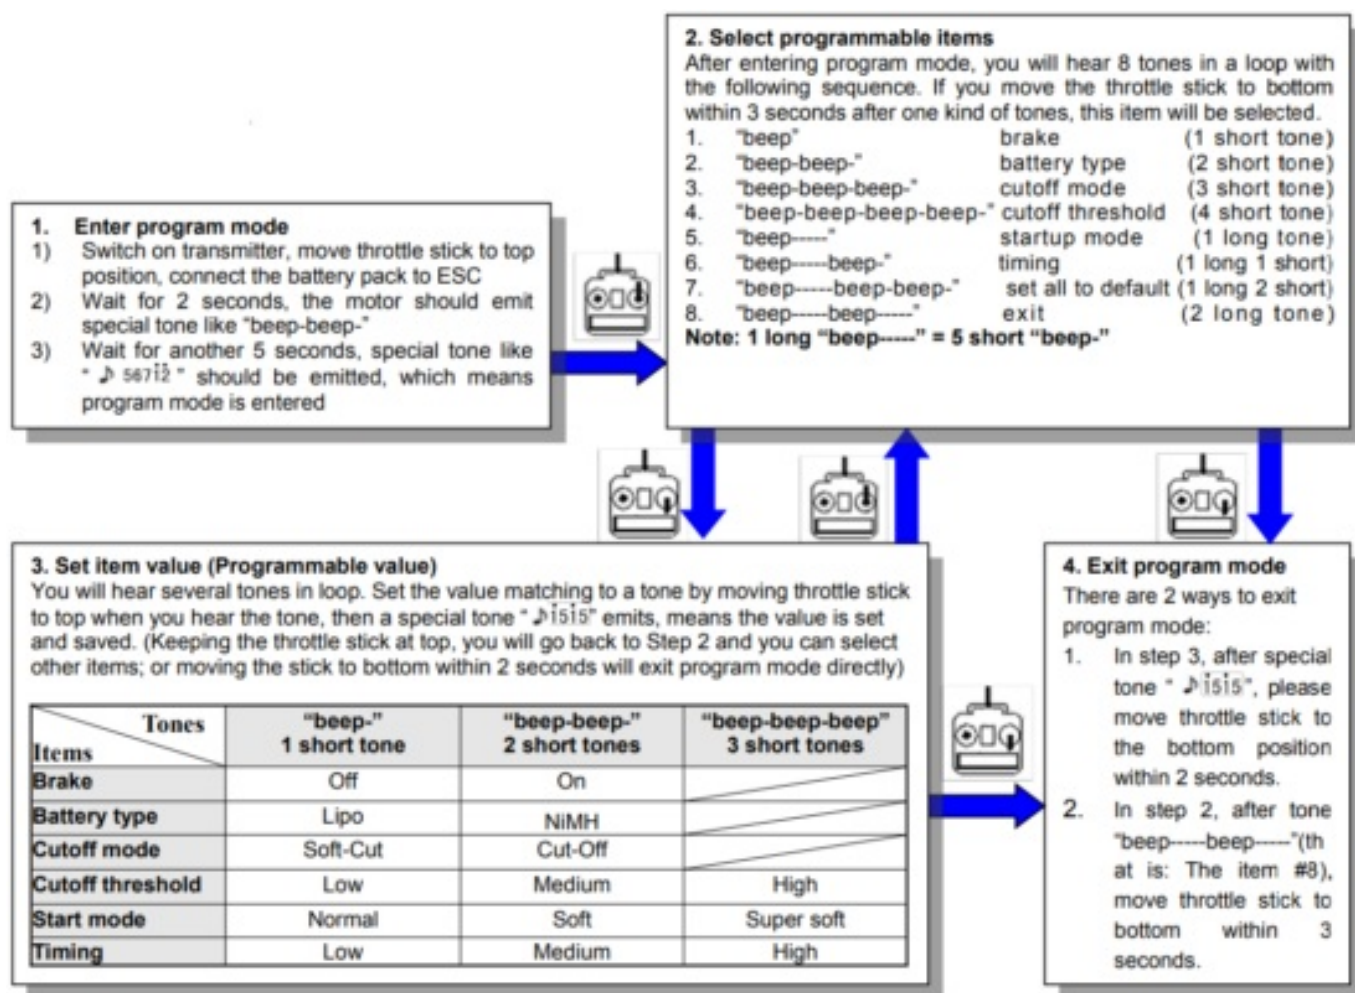 1. Enter program mode
1) Switch on transmitter, move throttle stick to top
position, connect the battery pack to ESC
2) Wait for 2 seconds, the motor should emit
special tone like “beep-beep-”
3) Wait for another 5 seconds, special tone like
“ ♪ 567i̇2̇ ” should be emitted, which means
program mode is entered
2. Select programmable items
After entering program mode, you will hear 8 tones in a loop with
the following sequence. If you move the throttle stick to bottom
within 3 seconds after one kind of tones, this item will be selected.
1. “beep” brake (1 short tone)
2. “beep-beep-” battery type (2 short tone)
3. “beep-beep-beep-” cutoff mode (3 short tone)
4. “beep-beep-beep-beep-” cutoff threshold (4 short tone)
5. “beep-----” startup mode (1 long tone)
6. “beep-----beep-” timing (1 long 1 short)
7. “beep-----beep-beep-” set all to default (1 long 2 short)
8. “beep-----beep-----” exit (2 long tone)
Note: 1 long “beep-----” = 5 short “beep-”
3. Set item value (Programmable value)
You will hear several tones in loop. Set the value matching to a tone by moving throttle stick
to top when you hear the tone, then a special tone “ ♪i̇5i̇5” emits, means the value is set
and saved. (Keeping the throttle stick at top, you will go back to Step 2 and you can select
other items; or moving the stick to bottom within 2 seconds will exit program mode directly)
Tones “beep-” “beep-beep-” “beep-beep-beep”
Items 1 short tone 2 short tones 3 short tones
Brake Off On
Battery type Lipo NiMH
Cutoff mode Soft-Cut Cut-Off
Cutoff threshold Low Medium High
Start mode Normal Soft Super soft
Timing Low Medium High
4. Exit program mode
There are 2 ways to exit
program mode:
1. In step 3, after special
tone “ ♪i̇5i̇5”, please
move throttle stick to
the bottom position
within 2 seconds.
2. In step 2, after tone
“beep-----beep-----”(th
at is: The item #8),
move throttle stick to
bottom within 3
seconds.